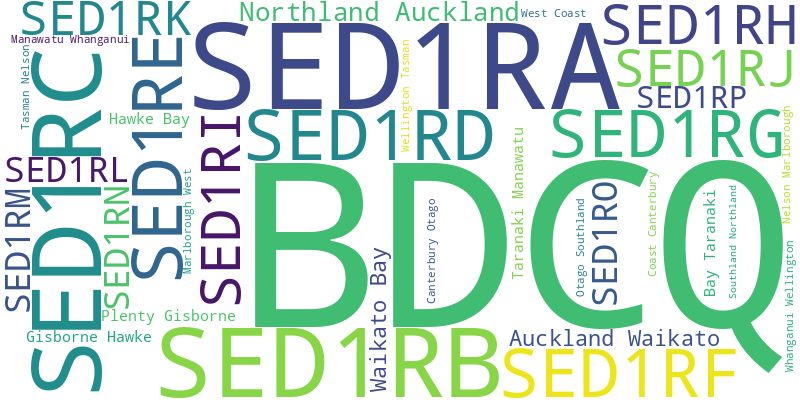 SED1RK
Northland Auckland
West Coast
SED1RH
Manawatu Whanganui
SED1RC
SED1RE
SED1RA
Tasman Nelson
Wellington Tasman
SED1RJ
SED1RP
Hawke Bay
SED1RI
SED1RD
SED1RG
Nelson Marlborough
SED1RL
SED1RM
SED1RN
Marlborough West
BDCQ
Taranaki Manawatu
Canterbury Otago
Otago Southland
SED1RO
Coast Canterbury
Bay Taranaki
Southland Northland
Whanganui Wellington
Waikato Bay
Plenty Gisborne
Gisborne Hawke
SED1RB
Auckland Waikato
SED1RF